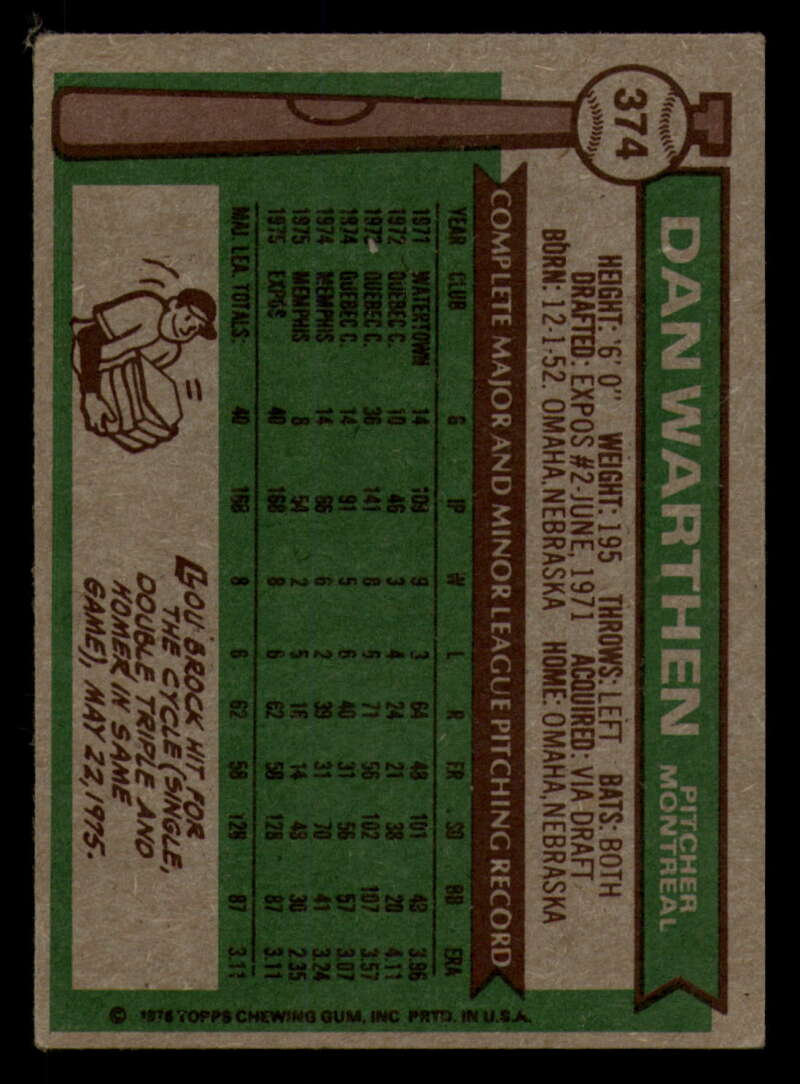 374
DAN WARTHEN
PITCHER
MONTREAL
HEIGHT: '6'0" WEIGHT: 195 THROWS: LEFT BATS: BOTH
DRAFTED: EXPOS #2-JUNE, 1971 ACQUIRED: VIA DRAFT
BORN: 12-1-52, OMAHA, NEBRASKA HOME: OMAHA, NEBRASKA
COMPLETE MAJOR AND MINOR LEAGUE PITCHING RECORD
YEAR CLUB G IP W L R ER SO BB ERA
1971 WATERTOWN 14 109 9 3 64 48 101 42 3.96
1972 QUEBEC C. 10 46 3 4 24 21 38 20 4.11
1973 QUEBEC C. 36 141 8 5 71 56 102 107 3.57
1974 QUEBEC C. 14 91 5 6 40 31 56 57 3.07
1974 MEMPHIS 14 86 6 2 39 31 70 41 3.24
1975 MEMPHIS 8 54 2 5 16 14 49 36 2.35
1975 EXPOS 40 168 8 6 62 58 128 87 3.11
MAJ. LEA. TOTALS: 40 168 8 6 62 58 128 87 3.11
LOU BROCK HIT FOR
THE CYCLE (SINGLE,
DOUBLE TRIPLE AND
HOMER IN SAME
GAME), MAY 22, 1975.
© 1976 TOPPS CHEWING GUM, INC PRTD. IN U.S.A.